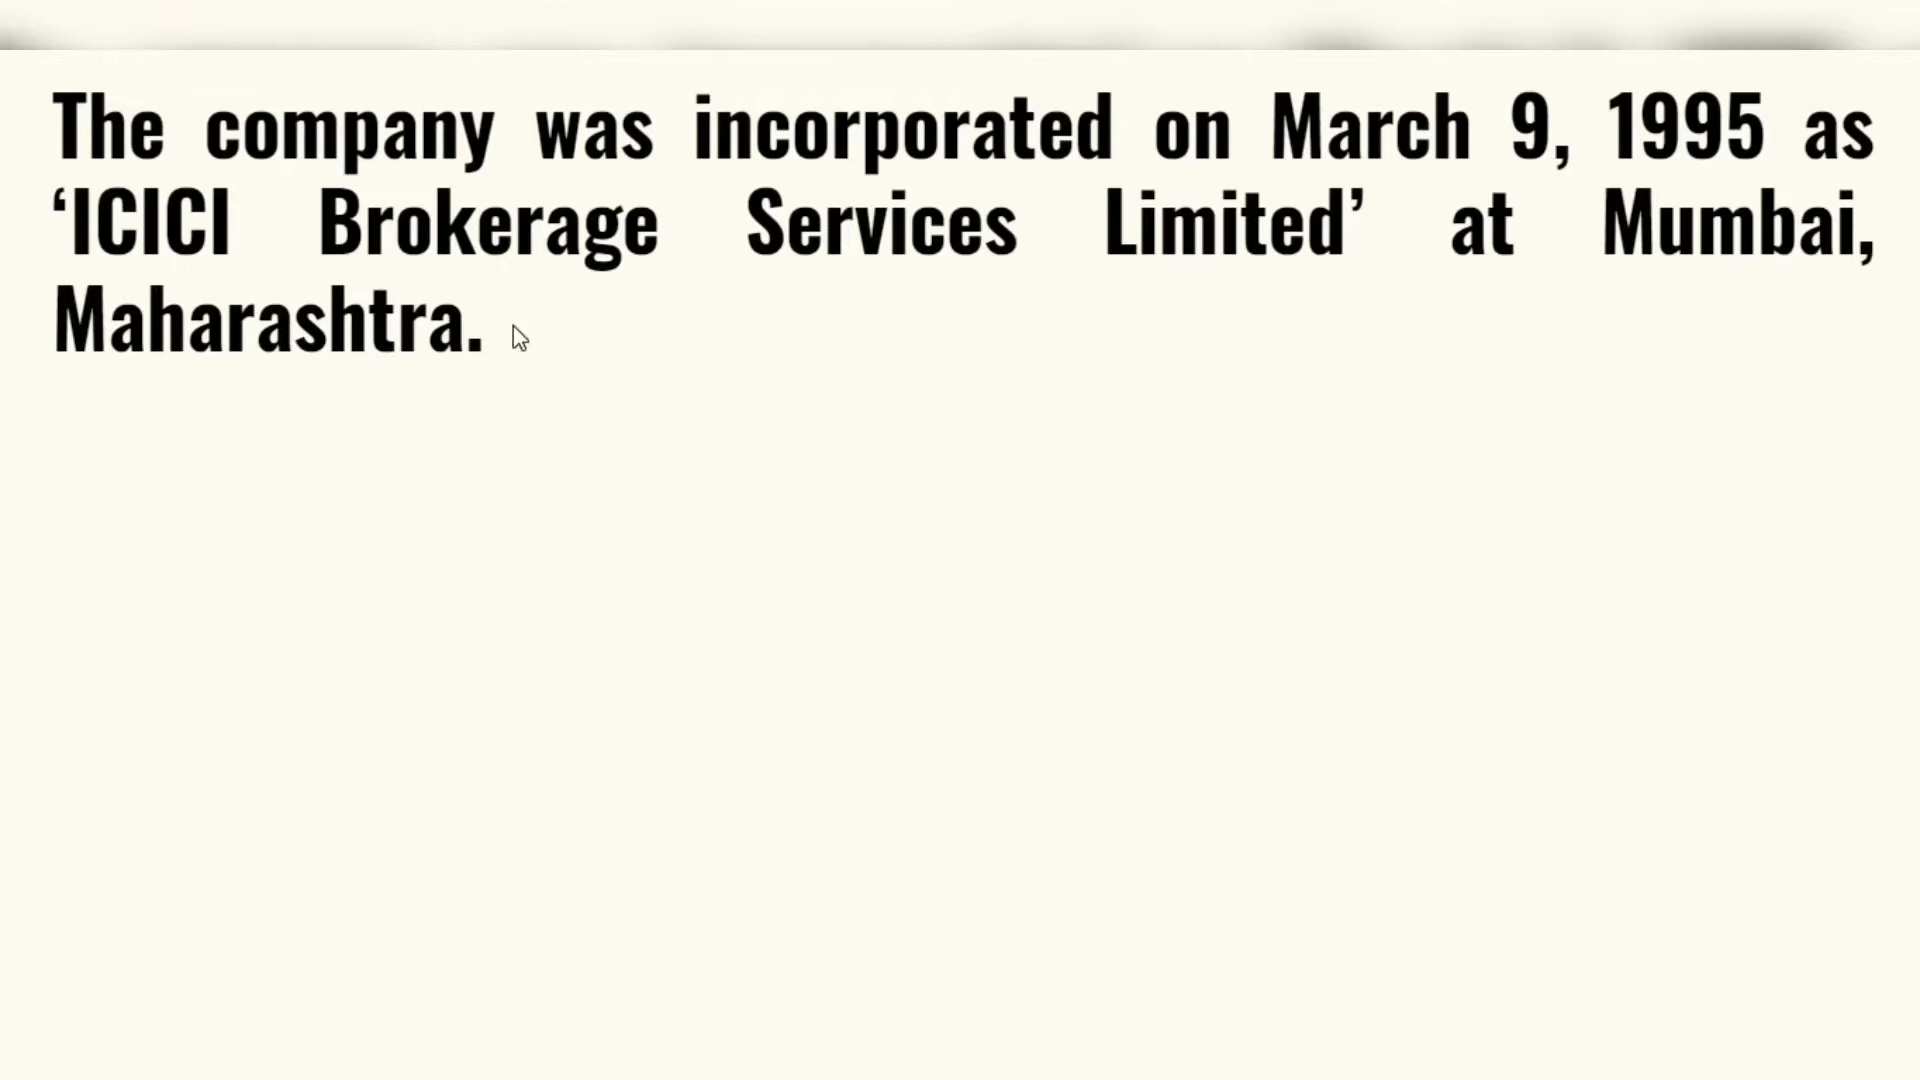 The company was incorporated on March 9, 1995 as
‘ICICI Brokerage Services Limited’ at Mumbai,
Maharashtra.